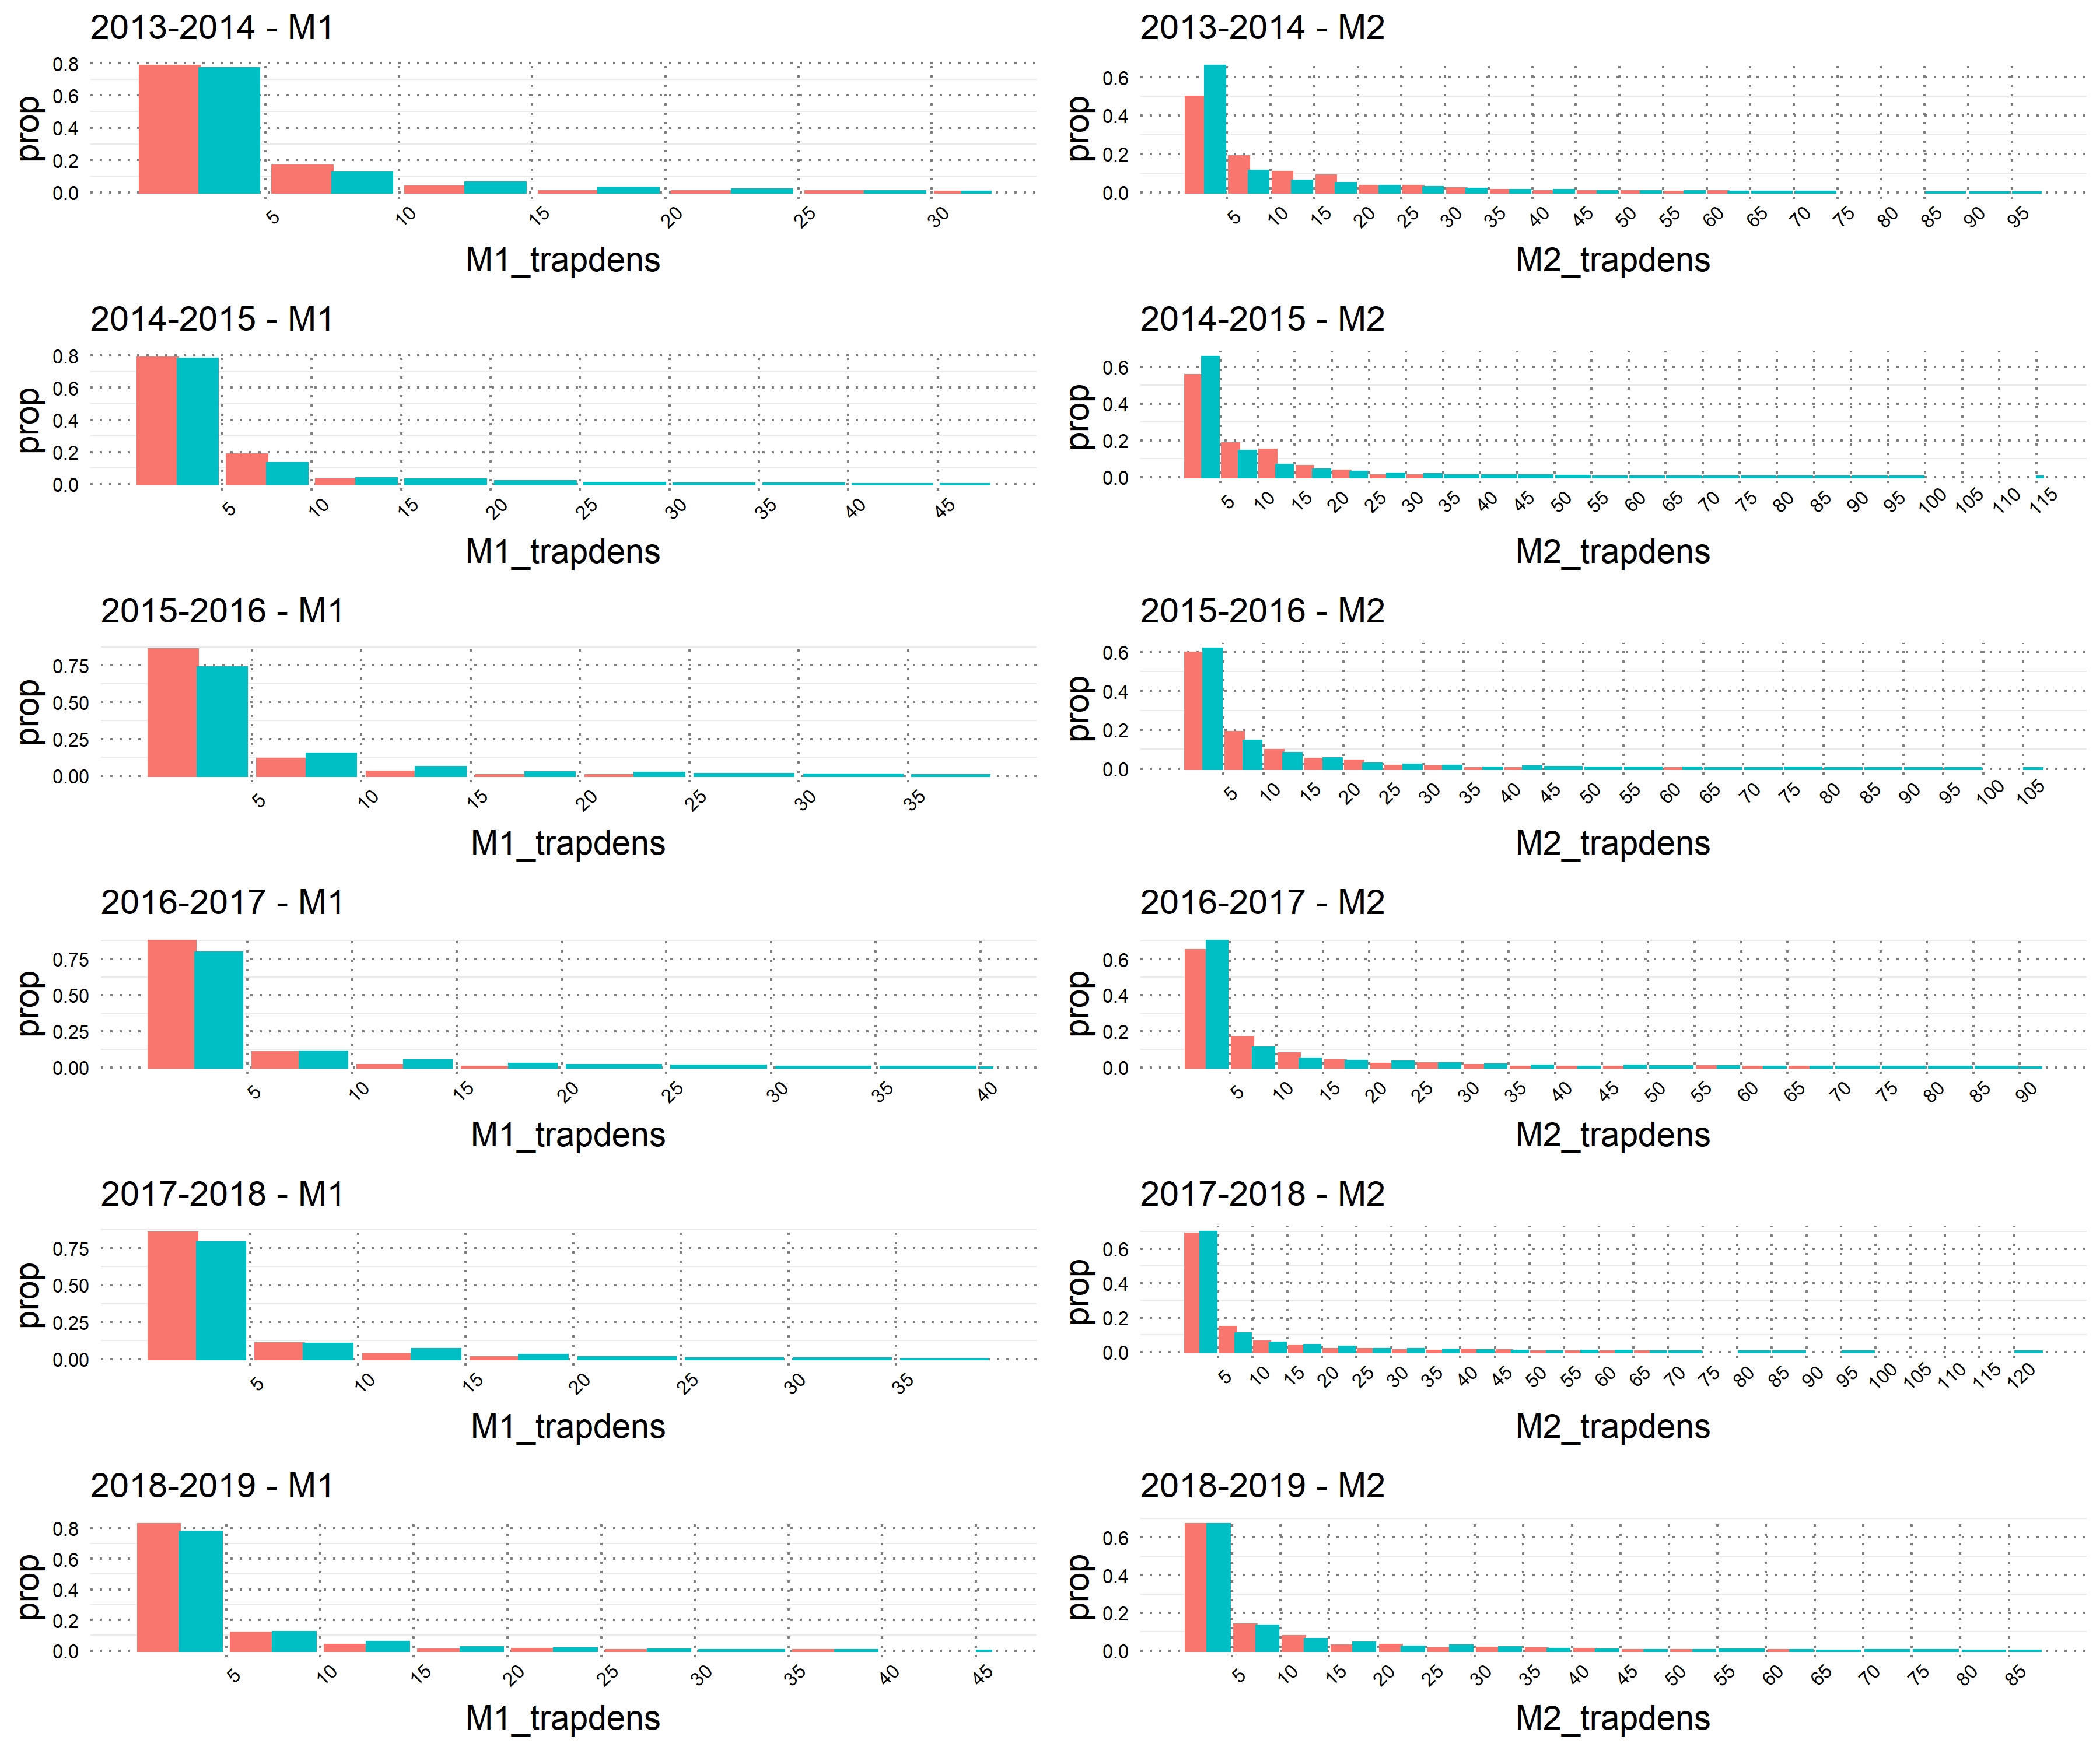 2013-2014 - M1
prop
0.8
0.6
0.4
0.2
0.0
5 10 15 20 25 30
M1_trapdens
2013-2014 - M2
prop
0.6
0.4
0.2
0.0
5 10 15 20 25 30 35 40 45 50 55 60 65 70 75 80 85 90 95
M2_trapdens
2014-2015 - M1
prop
0.8
0.6
0.4
0.2
0.0
5 10 15 20 25 30 35 40 45
M1_trapdens
2014-2015 - M2
prop
0.6
0.4
0.2
0.0
5 10 15 20 25 30 35 40 45 50 55 60 65 70 75 80 85 90 95 100 105 110 115
M2_trapdens
2015-2016 - M1
prop
0.75
0.50
0.25
0.00
5 10 15 20 25 30 35
M1_trapdens
2015-2016 - M2
prop
0.6
0.4
0.2
0.0
5 10 15 20 25 30 35 40 45 50 55 60 65 70 75 80 85 90 95 100 105
M2_trapdens
2016-2017 - M1
prop
0.75
0.50
0.25
0.00
5 10 15 20 25 30 35 40
M1_trapdens
2016-2017 - M2
prop
0.6
0.4
0.2
0.0
5 10 15 20 25 30 35 40 45 50 55 60 65 70 75 80 85 90
M2_trapdens
2017-2018 - M1
prop
0.75
0.50
0.25
0.00
5 10 15 20 25 30 35
M1_trapdens
2017-2018 - M2
prop
0.6
0.4
0.2
0.0
5 10 15 20 25 30 35 40 45 50 55 60 65 70 75 80 85 90 95 100 105 110 115 120
M2_trapdens
2018-2019 - M1
prop
0.8
0.6
0.4
0.2
0.0
5 10 15 20 25 30 35 40 45
M1_trapdens
2018-2019 - M2
prop
0.6
0.4
0.2
0.0
5 10 15 20 25 30 35 40 45 50 55 60 65 70 75 80 85
M2_trapdens